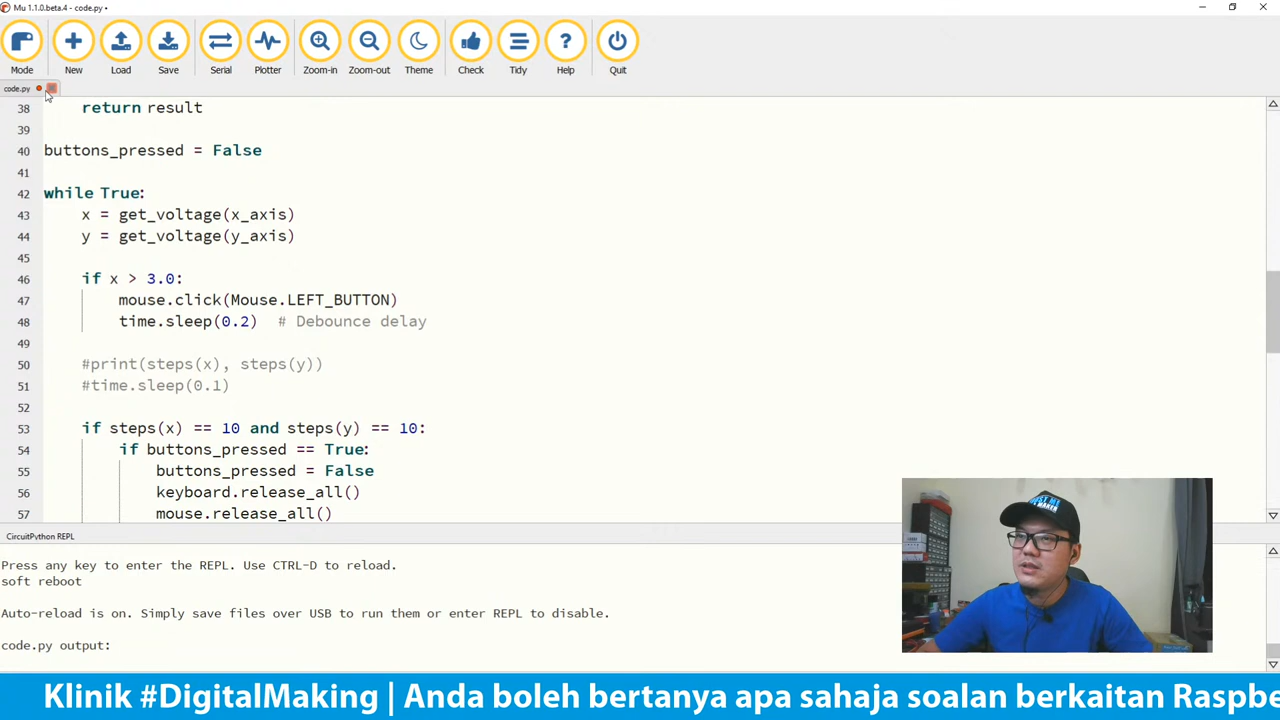 Mu 1.1.0.beta.4 - code.py •
Mode
New
Load
Save
Serial
Plotter
Zoom-in
Zoom-out
Theme
Check
Tidy
Help
Quit
code.py
38 return result
39
40 buttons_pressed = False
41
42 while True:
43 x = get_voltage(x_axis)
44 y = get_voltage(y_axis)
45
46 if x > 3.0:
47 mouse.click(Mouse.LEFT_BUTTON)
48 time.sleep(0.2) # Debounce delay
49
50 #print(steps(x), steps(y))
51 #time.sleep(0.1)
52
53 if steps(x) == 10 and steps(y) == 10:
54 if buttons_pressed == True:
55 buttons_pressed = False
56 keyboard.release_all()
57 mouse.release_all()
CircuitPython REPL
Press any key to enter the REPL. Use CTRL-D to reload.
soft reboot
Auto-reload is on. Simply save files over USB to run them or enter REPL to disable.
code.py output:
Klinik #DigitalMaking | Anda boleh bertanya apa sahaja soalan berkaitan Raspbe